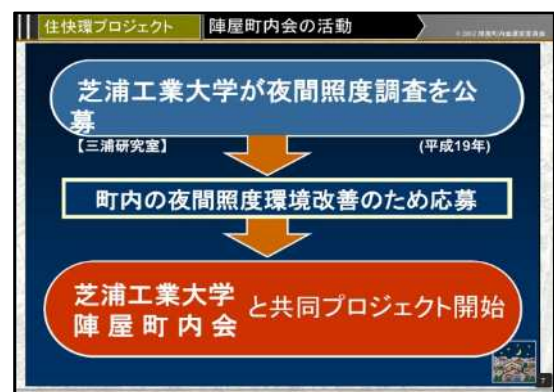 住快環プロジェクト
陣屋町内会の活動
芝浦工業大学が夜間照度調査を公
募
【三浦研究室】
(平成19年)
町内の夜間照度環境改善のため応募
芝浦工業大学
陣屋町内会
と共同プロジェクト開始